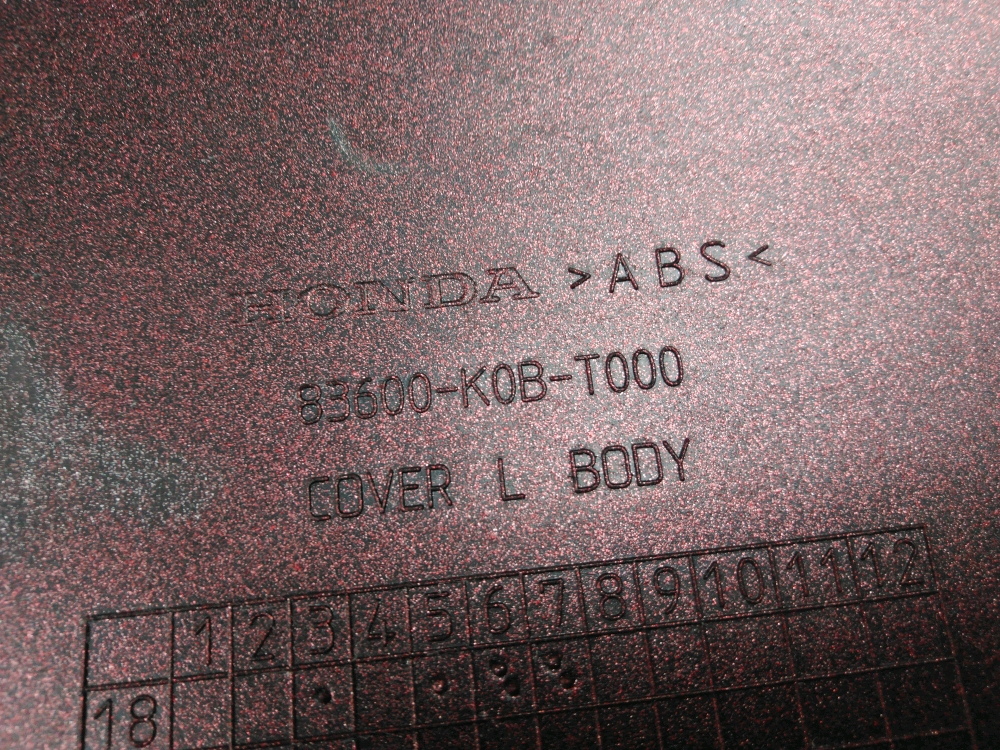 HONDA >ABS<
83600-K0B-T000
COVER L BODY
1 2 3 4 5 6 7 8 9 10 11 12
18